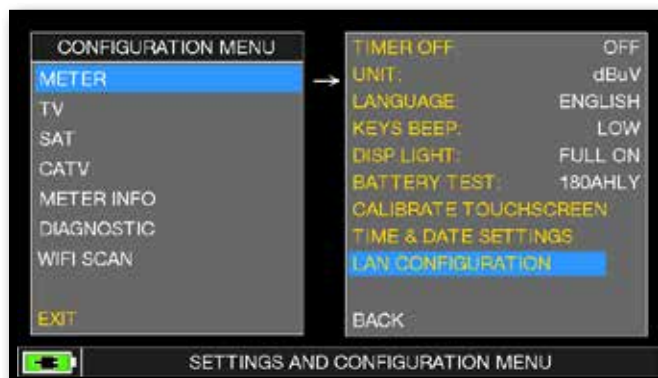 CONFIGURATION MENU
METER
TV
SAT
CATV
METER INFO
DIAGNOSTIC
WIFI SCAN
EXIT
TIMER OFF: OFF
UNIT: dBuV
LANGUAGE: ENGLISH
KEYS BEEP: LOW
DISP LIGHT: FULL ON
BATTERY TEST: 180AHLY
CALIBRATE TOUCHSCREEN
TIME & DATE SETTINGS
LAN CONFIGURATION
BACK
SETTINGS AND CONFIGURATION MENU